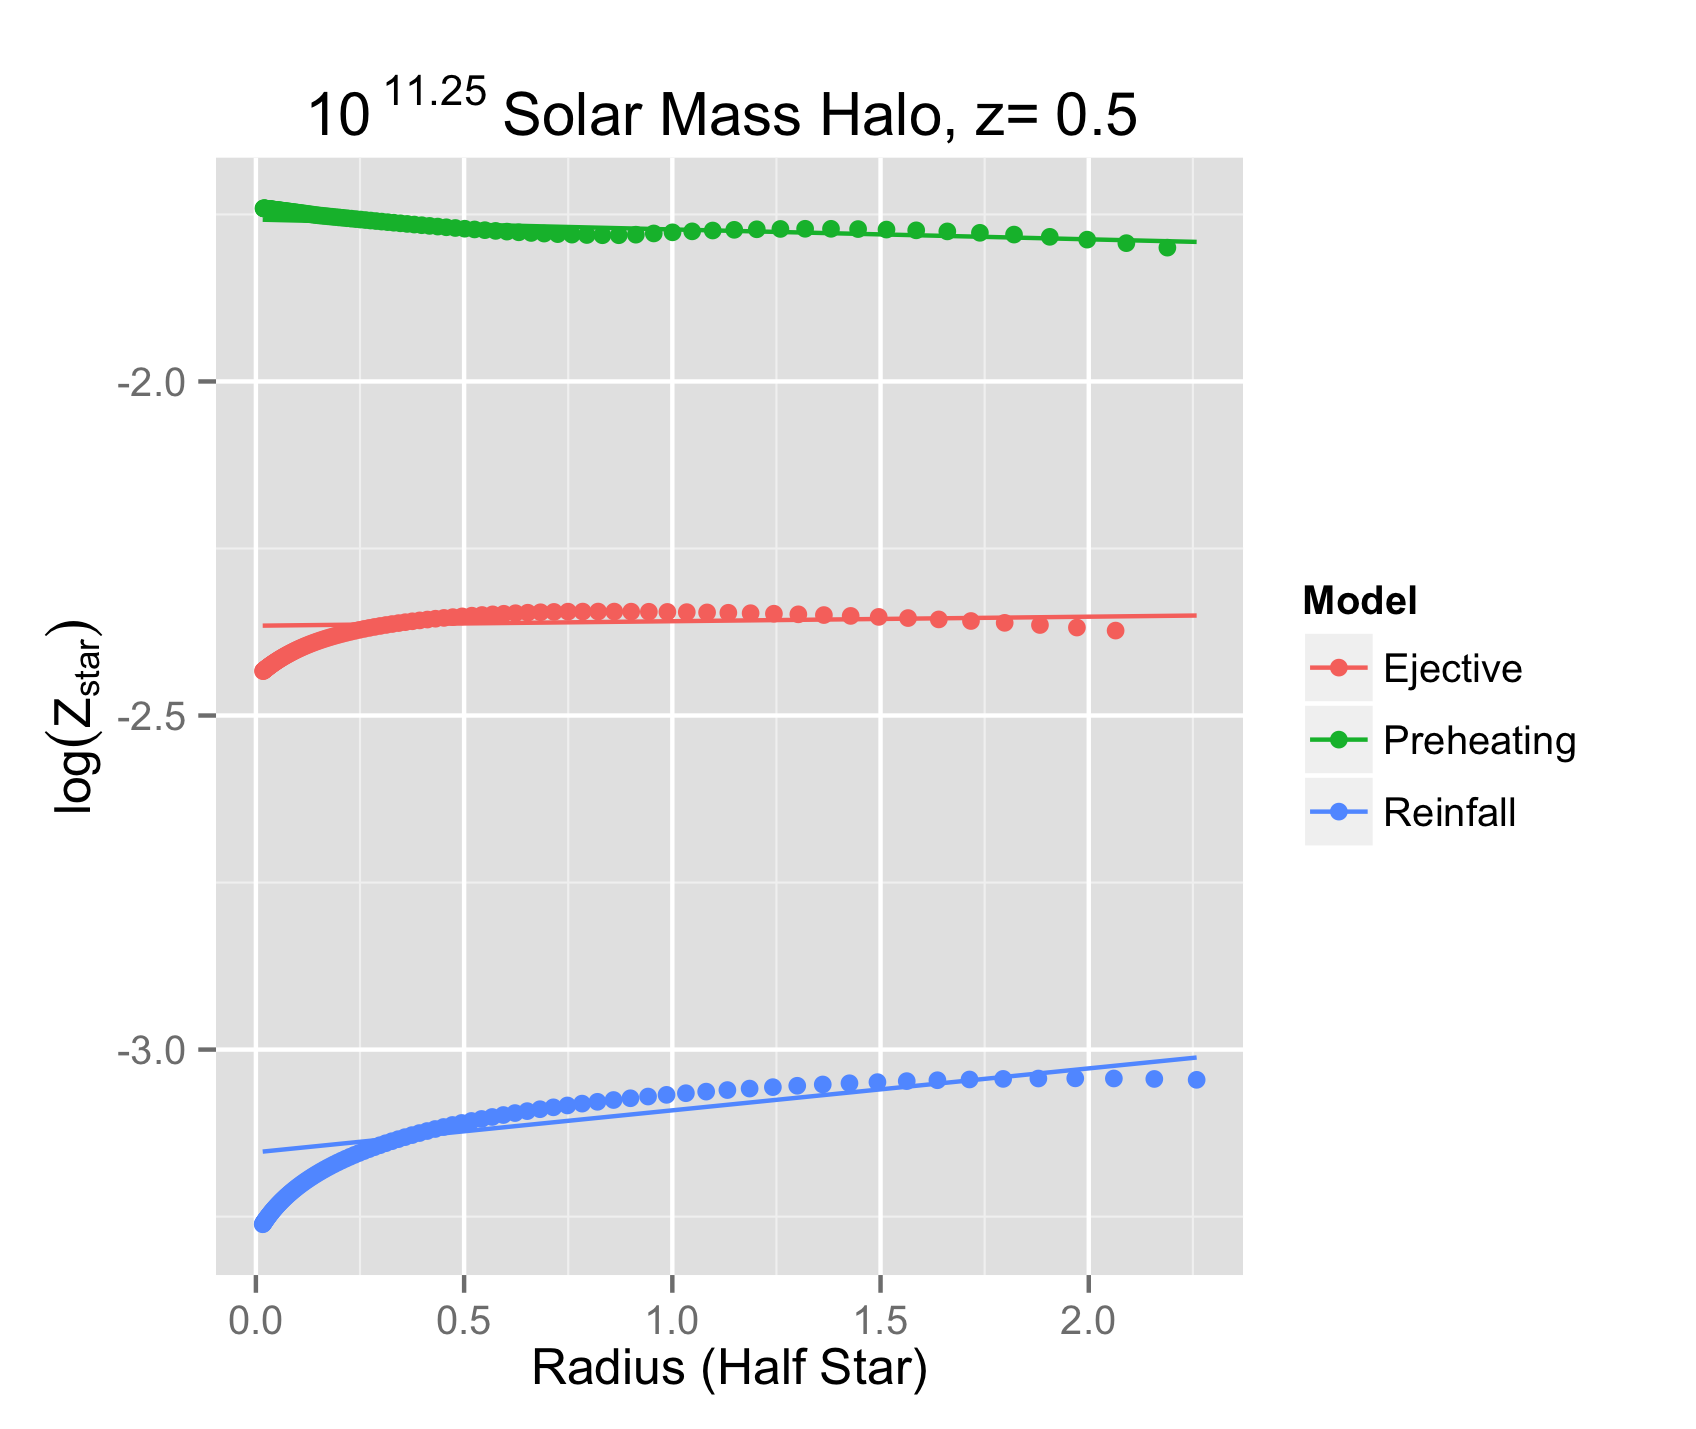 10 11.25 Solar Mass Halo, z= 0.5
log(Zstar)
-2.0
-2.5
-3.0
0.0 0.5 1.0 1.5 2.0
Radius (Half Star)
Model
Ejective
Preheating
Reinfall